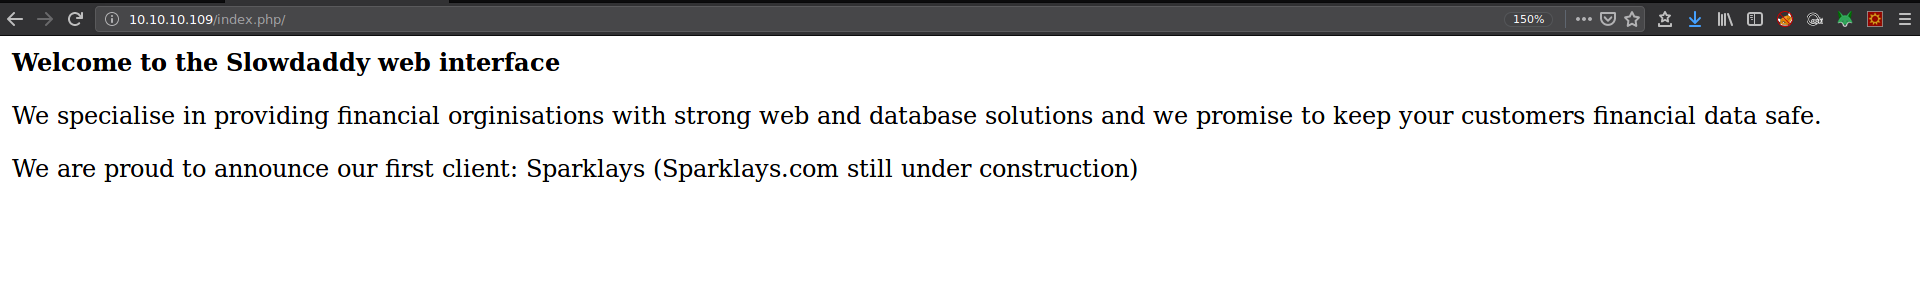 10.10.10.109/index.php/
150%
Welcome to the Slowdaddy web interface
We specialise in providing financial orginisations with strong web and database solutions and we promise to keep your customers financial data safe.
We are proud to announce our first client: Sparklays (Sparklays.com still under construction)